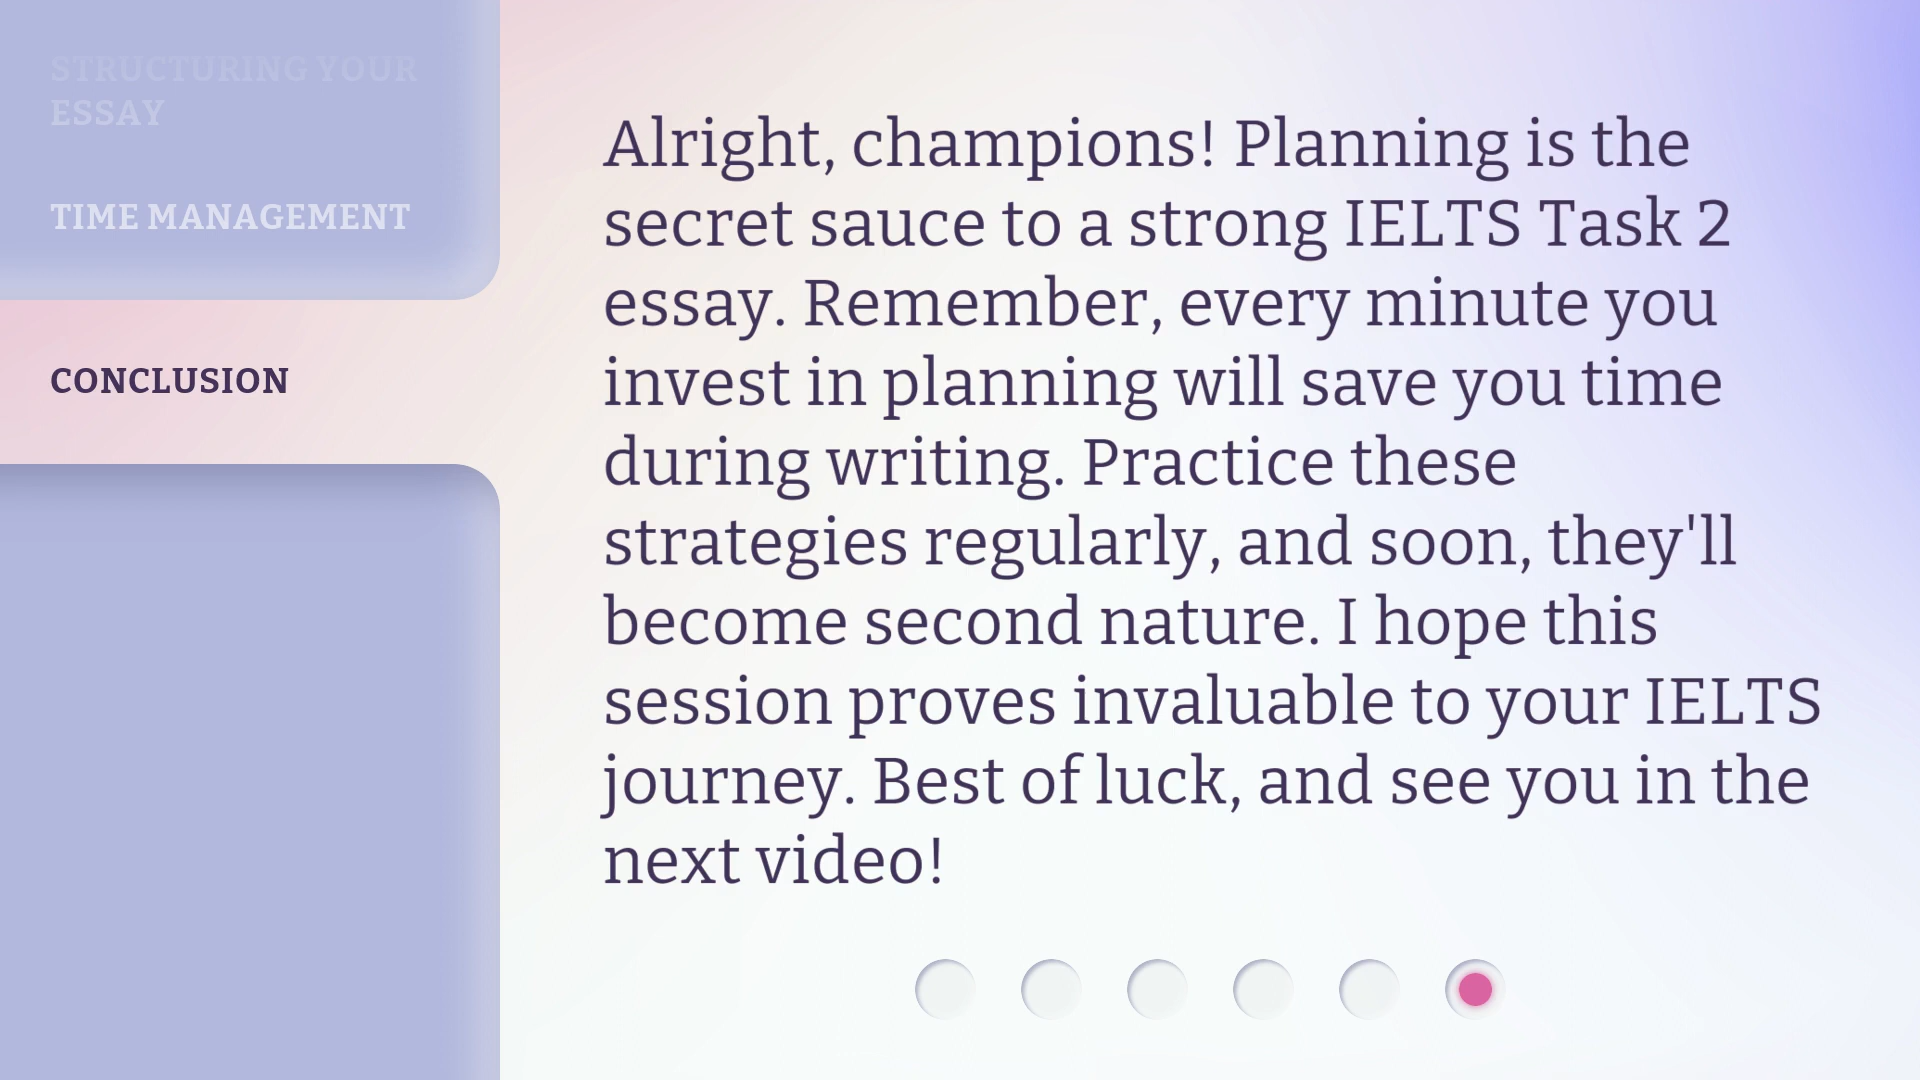 STRUCTURING YOUR
ESSAY
TIME MANAGEMENT
CONCLUSION
Alright, champions! Planning is the
secret sauce to a strong IELTS Task 2
essay. Remember, every minute you
invest in planning will save you time
during writing. Practice these
strategies regularly, and soon, they'll
become second nature. I hope this
session proves invaluable to your IELTS
journey. Best of luck, and see you in the
next video!